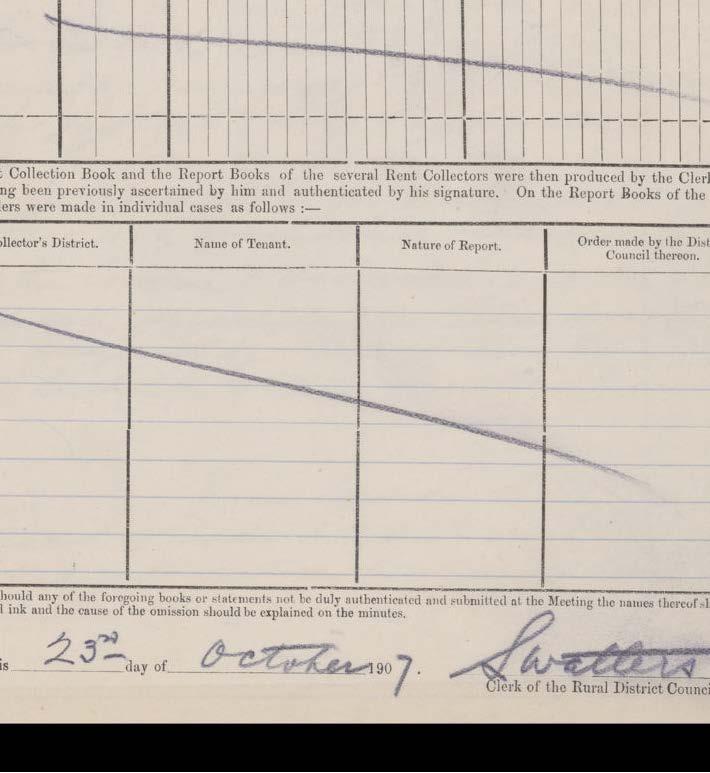 t Collection Book and the Report Books of the several Rent Collectors were then produced by the Clerk
ng been previously ascertained by him and authenticated by his signature. On the Report Books of the
lers were made in individual cases as follows :—
ollector's District. Name of Tenant. Nature of Report. Order made by the Dist
Council thereon.
hould any of the foregoing books or statements not be duly authenticated and submitted at the Meeting the names thereof sl
l ink and the cause of the omission should be explained on the minutes.
is 23rd day of October 1907. Swatters
Clerk of the Rural District Counci